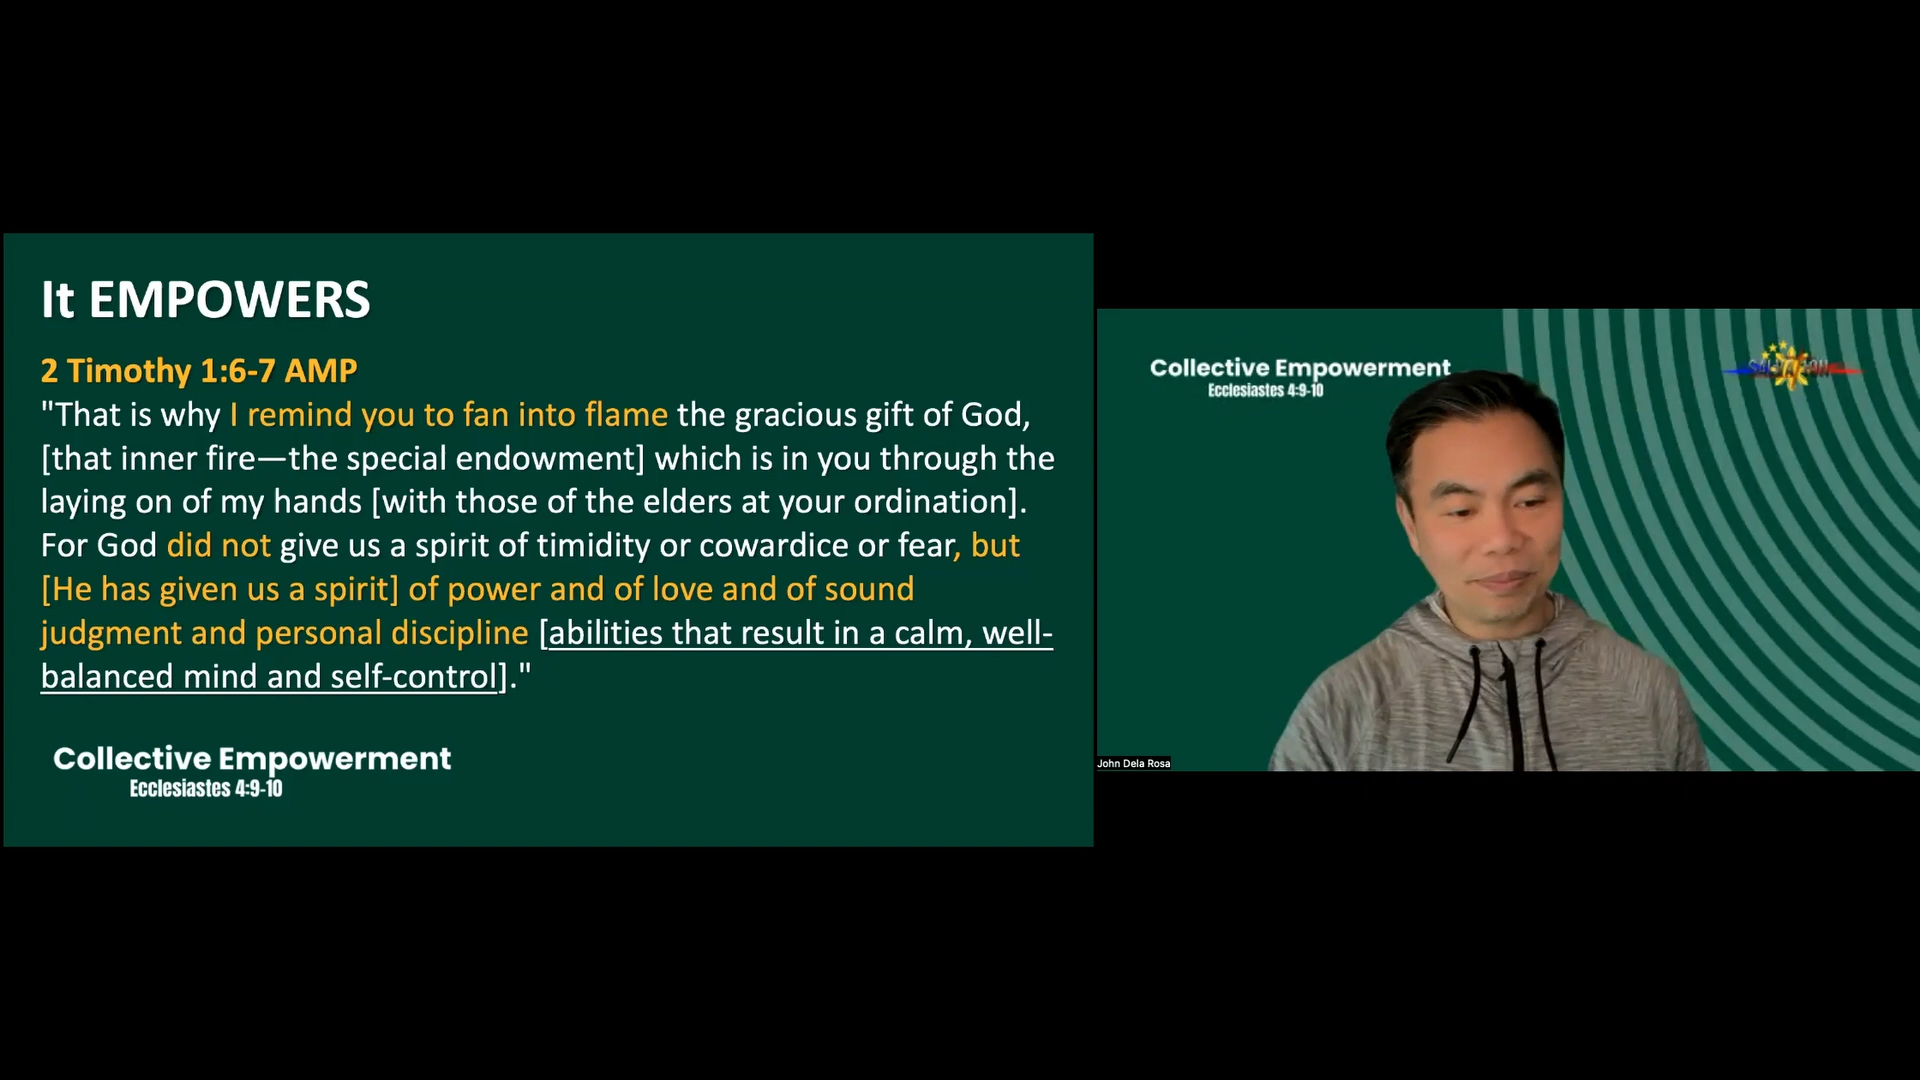 It EMPOWERS
2 Timothy 1:6-7 AMP
"That is why I remind you to fan into flame the gracious gift of God,
[that inner fire—the special endowment] which is in you through the
laying on of my hands [with those of the elders at your ordination].
For God did not give us a spirit of timidity or cowardice or fear, but
[He has given us a spirit] of power and of love and of sound
judgment and personal discipline [abilities that result in a calm, well-
balanced mind and self-control]."
Collective Empowerment
Ecclesiastes 4:9-10
Collective Empowerment
Ecclesiastes 4:9-10
John Dela Rosa